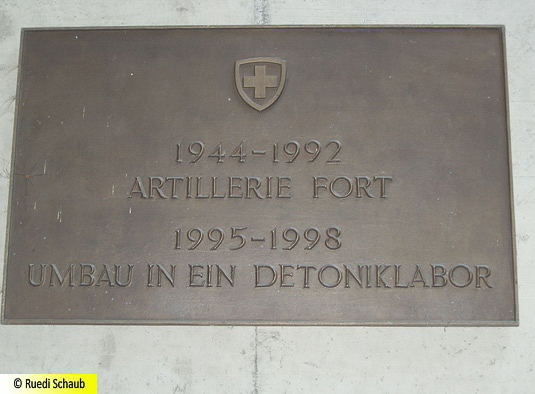 1944-1992
ARTILLERIE FORT
1995-1998
UMBAU IN EIN DETONIKLABOR
© Ruedi Schaub